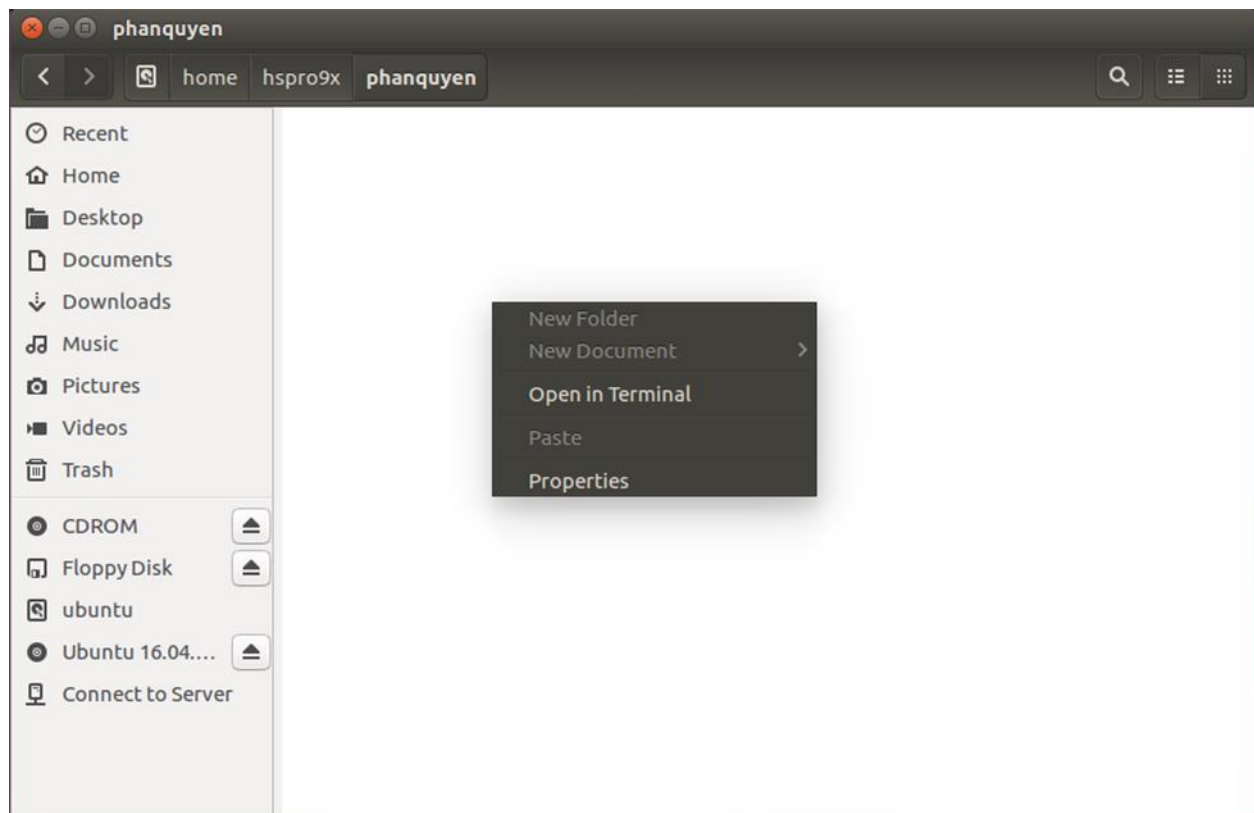 phanquyen
home hspro9x phanquyen
Recent
Home
Desktop
Documents
Downloads
Music
Pictures
Videos
Trash
CDROM
Floppy Disk
ubuntu
Ubuntu 16.04....
Connect to Server
New Folder
New Document
Open in Terminal
Paste
Properties